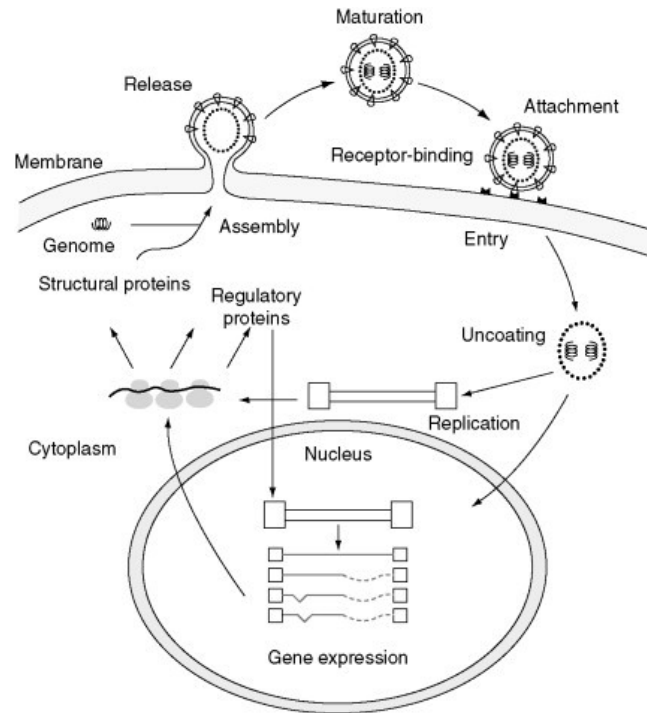 Maturation
Release
Attachment
Membrane
Receptor-binding
Genome
Assembly
Entry
Structural proteins
Regulatory
proteins
Uncoating
Replication
Cytoplasm
Nucleus
Gene expression